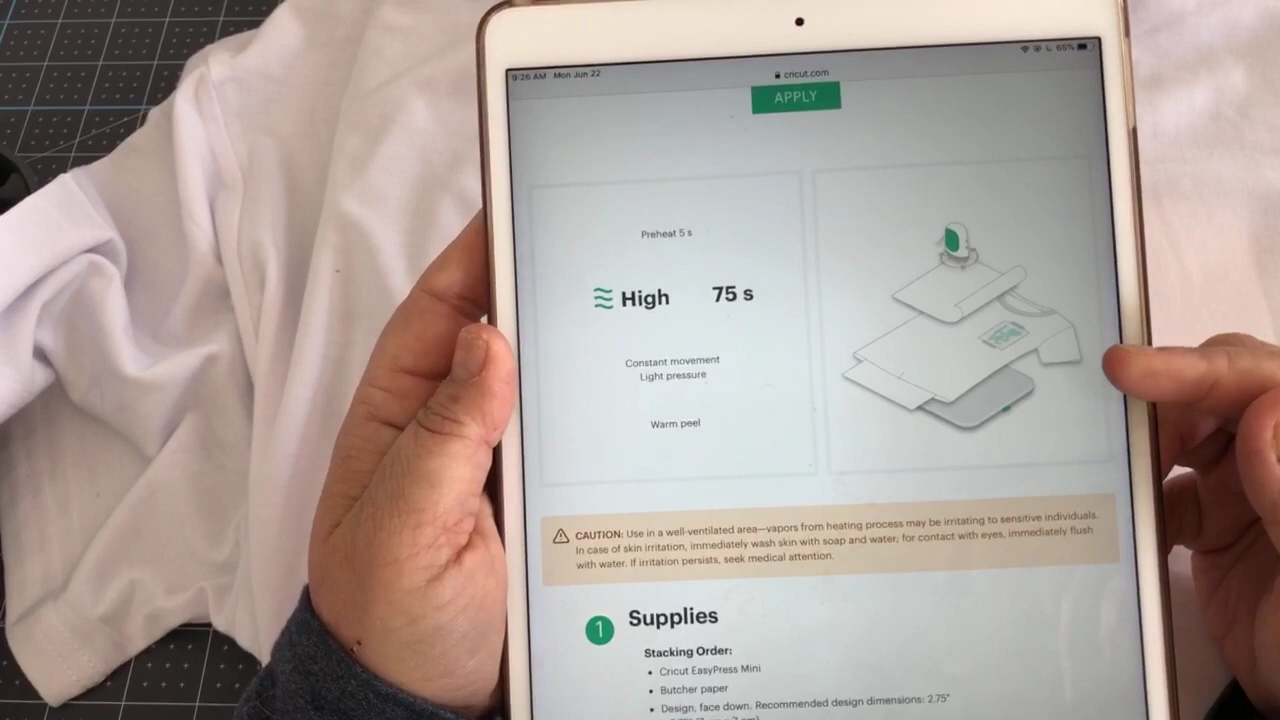 9:26 AM Mon Jun 22
cricut.com
65%
APPLY
Preheat 5 s
High 75 s
Constant movement
Light pressure
Warm peel
CAUTION: Use in a well-ventilated area—vapors from heating process may be irritating to sensitive individuals.
In case of skin irritation, immediately wash skin with soap and water; for contact with eyes, immediately flush
with water. If irritation persists, seek medical attention.
1 Supplies
Stacking Order:
• Cricut EasyPress Mini
• Butcher paper
• Design, face down. Recommended design dimensions: 2.75"